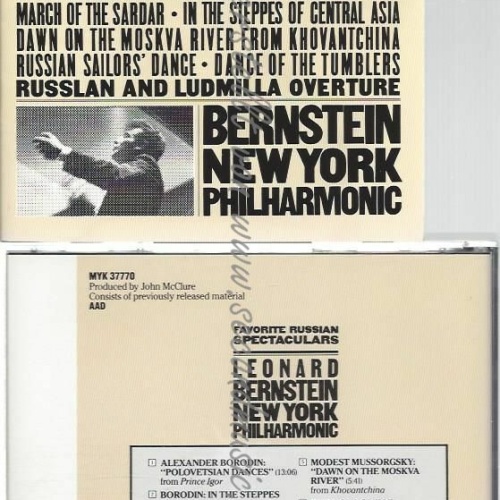 MARCH OF THE SARDAR • IN THE STEPPES OF CENTRAL ASIA
DAWN ON THE MOSKVA RIVER FROM KHOVANTCHINA
RUSSIAN SAILORS' DANCE • DANCE OF THE TUMBLERS
RUSSLAN AND LUDMILLA OVERTURE
BERNSTEIN
NEW YORK
PHILHARMONIC
MYK 37770
Produced by John McClure
Consists of previously released material
AAD
FAVORITE RUSSIAN
SPECTACULARS
LEONARD
BERNSTEIN
NEW YORK
PHILHARMONIC
1 ALEXANDER BORODIN:
"POLOVETSIAN DANCES" (13:06)
from Prince Igor
2 BORODIN: IN THE STEPPES
MODEST MUSSORGSKY:
"DAWN ON THE MOSKVA
RIVER" (5:41)
from Khovantchina